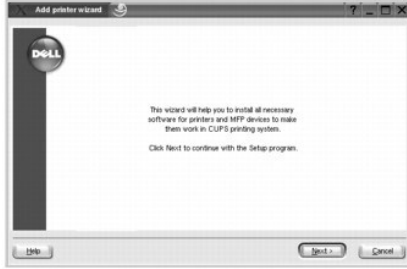 Add printer wizard
DELL
This wizard will help you to install all necessary
software for printers and MFP devices to make
them work in CUPS printing system.
Click Next to continue with the Setup program.
Help
Next >
Cancel